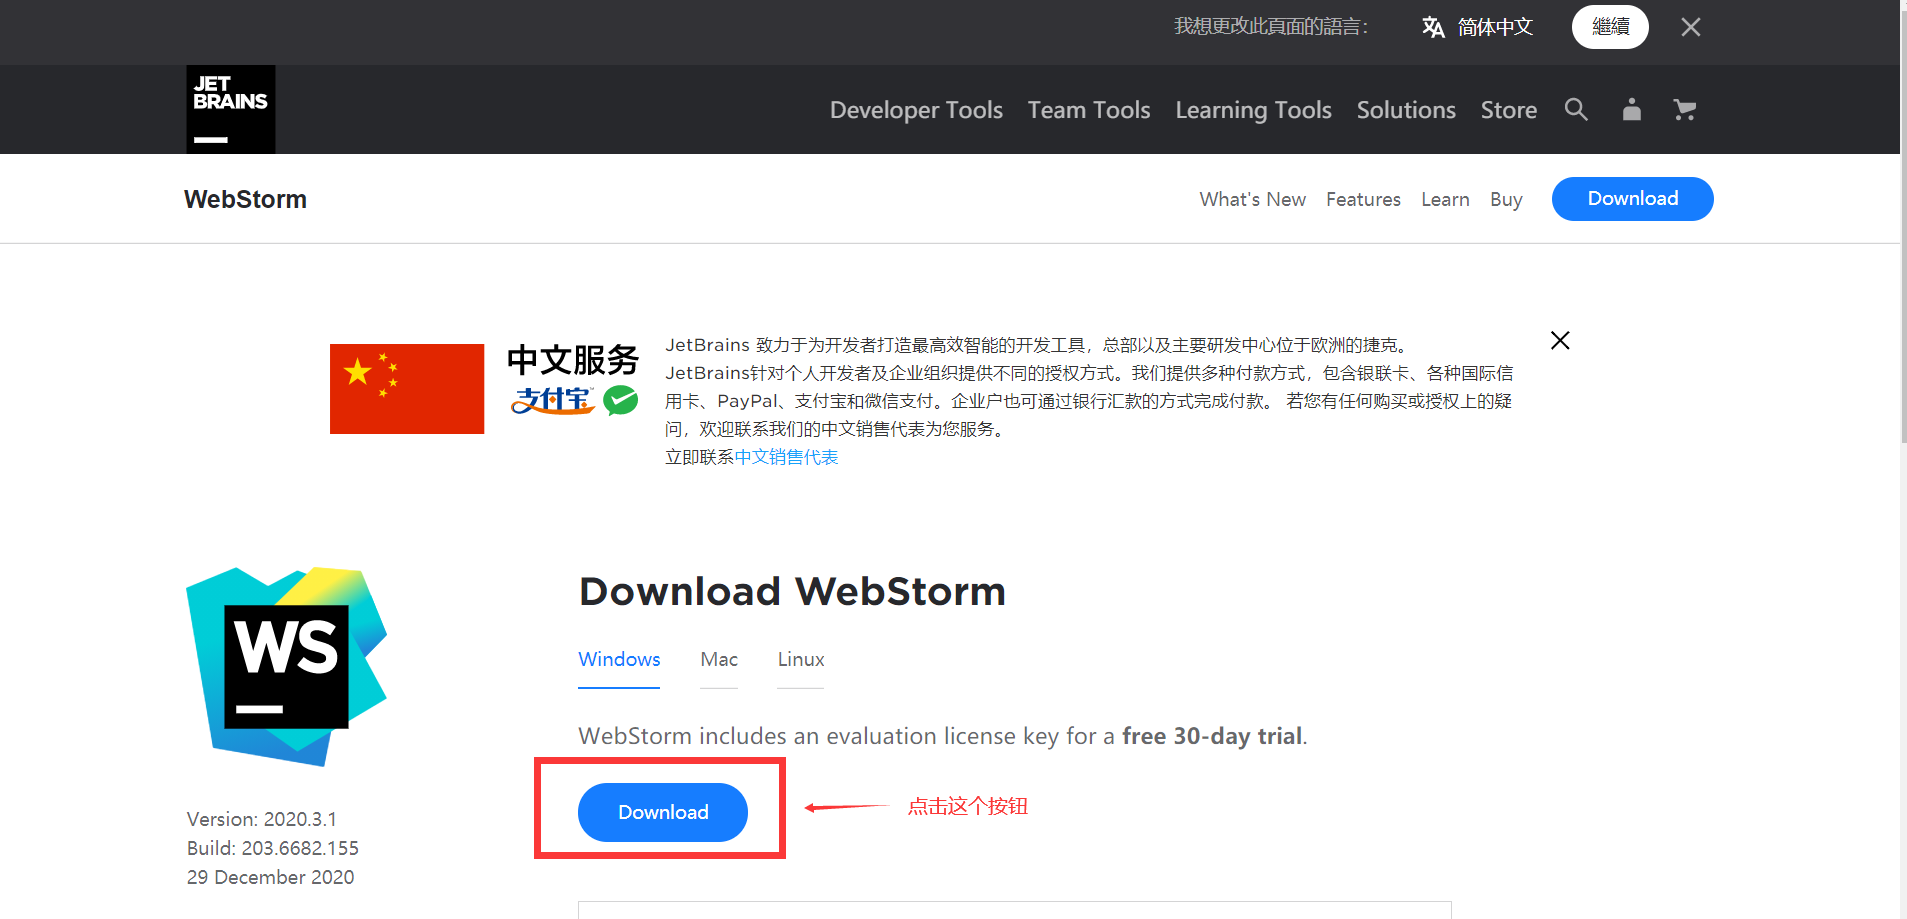 我想更改此頁面的語言：
简体中文
繼續
JET
BRAINS
Developer Tools
Team Tools
Learning Tools
Solutions
Store
WebStorm
What's New
Features
Learn
Buy
Download
中文服务
支付宝
JetBrains 致力于为开发者打造最高效智能的开发工具，总部以及主要研发中心位于欧洲的捷克。
JetBrains针对个人开发者及企业组织提供不同的授权方式。我们提供多种付款方式，包含银联卡、各种国际信
用卡、PayPal、支付宝和微信支付。企业户也可通过银行汇款的方式完成付款。 若您有任何购买或授权上的疑
问，欢迎联系我们的中文销售代表为您服务。
立即联系中文销售代表
WS
Download WebStorm
Windows
Mac
Linux
WebStorm includes an evaluation license key for a free 30-day trial.
Download
点击这个按钮
Version: 2020.3.1
Build: 203.6682.155
29 December 2020